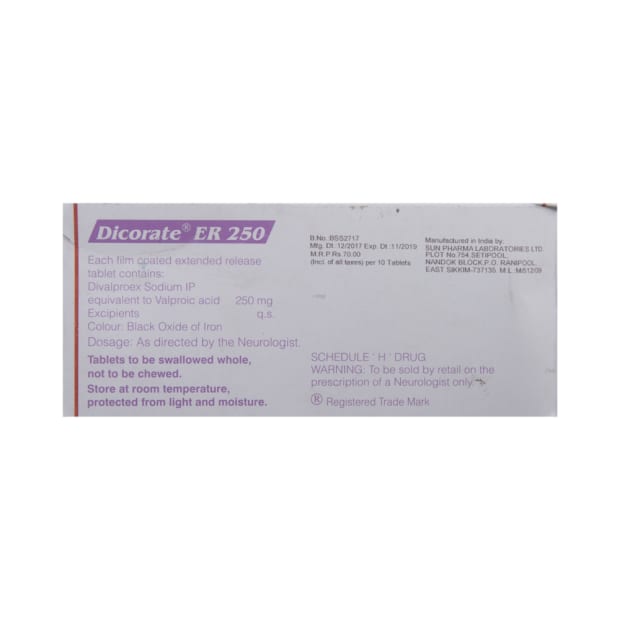 Dicorate® ER 250
Each film coated extended release
tablet contains:
Divalproex Sodium IP
equivalent to Valproic acid 250 mg
Excipients q.s.
Colour: Black Oxide of Iron
Dosage: As directed by the Neurologist.
Tablets to be swallowed whole,
not to be chewed.
Store at room temperature,
protected from light and moisture.
B.No. BSS2717
Mfg. Dt. 12/2017 Exp. Dt :11/2019
M.R.P.Rs 70.00
(Incl. of all taxes) per 10 Tablets
Manufactured in India by:
SUN PHARMA LABORATORIES LTD.
PLOT No.754, SETIPOOL,
NANDOK BLOCK,P.O. RANIPOOL,
EAST SIKKIM-737135. M.L.:M/512/09
SCHEDULE 'H' DRUG
WARNING: To be sold by retail on the
prescription of a Neurologist only.
® Registered Trade Mark